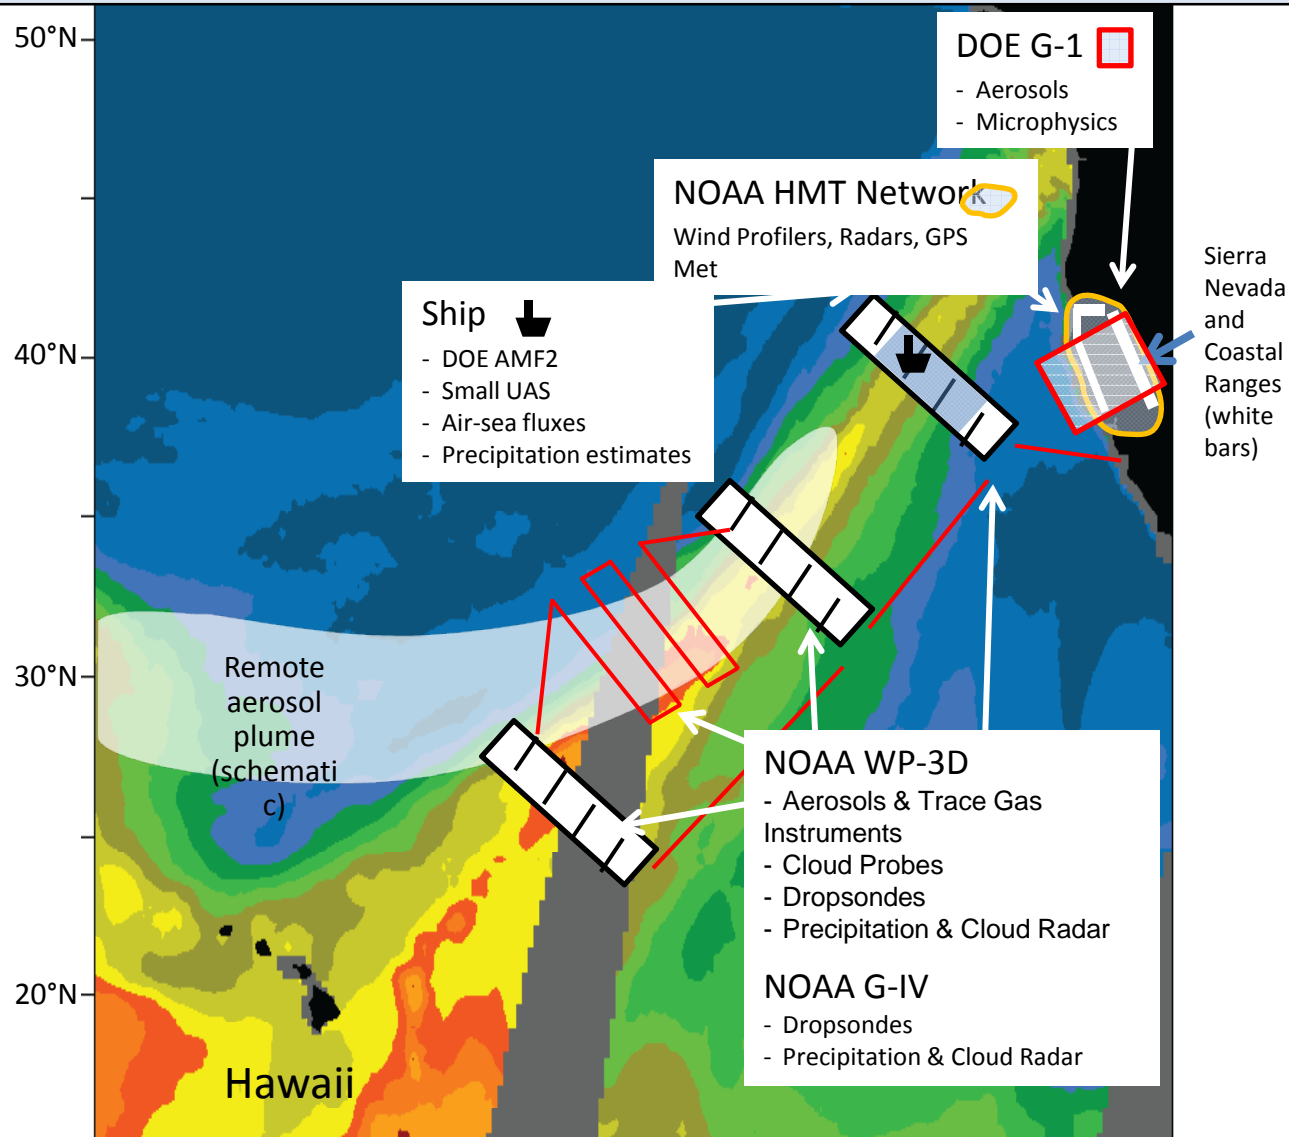 50°N
DOE G-1
- Aerosols
- Microphysics
NOAA HMT Network
Wind Profilers, Radars, GPS
Met
Sierra
Nevada
and
Coastal
Ranges
(white
bars)
Ship
- DOE AMF2
- Small UAS
- Air-sea fluxes
- Precipitation estimates
40°N
30°N
Remote
aerosol
plume
(schemati
c)
NOAA WP-3D
- Aerosols & Trace Gas
Instruments
- Cloud Probes
- Dropsondes
- Precipitation & Cloud Radar
NOAA G-IV
- Dropsondes
- Precipitation & Cloud Radar
20°N
Hawaii